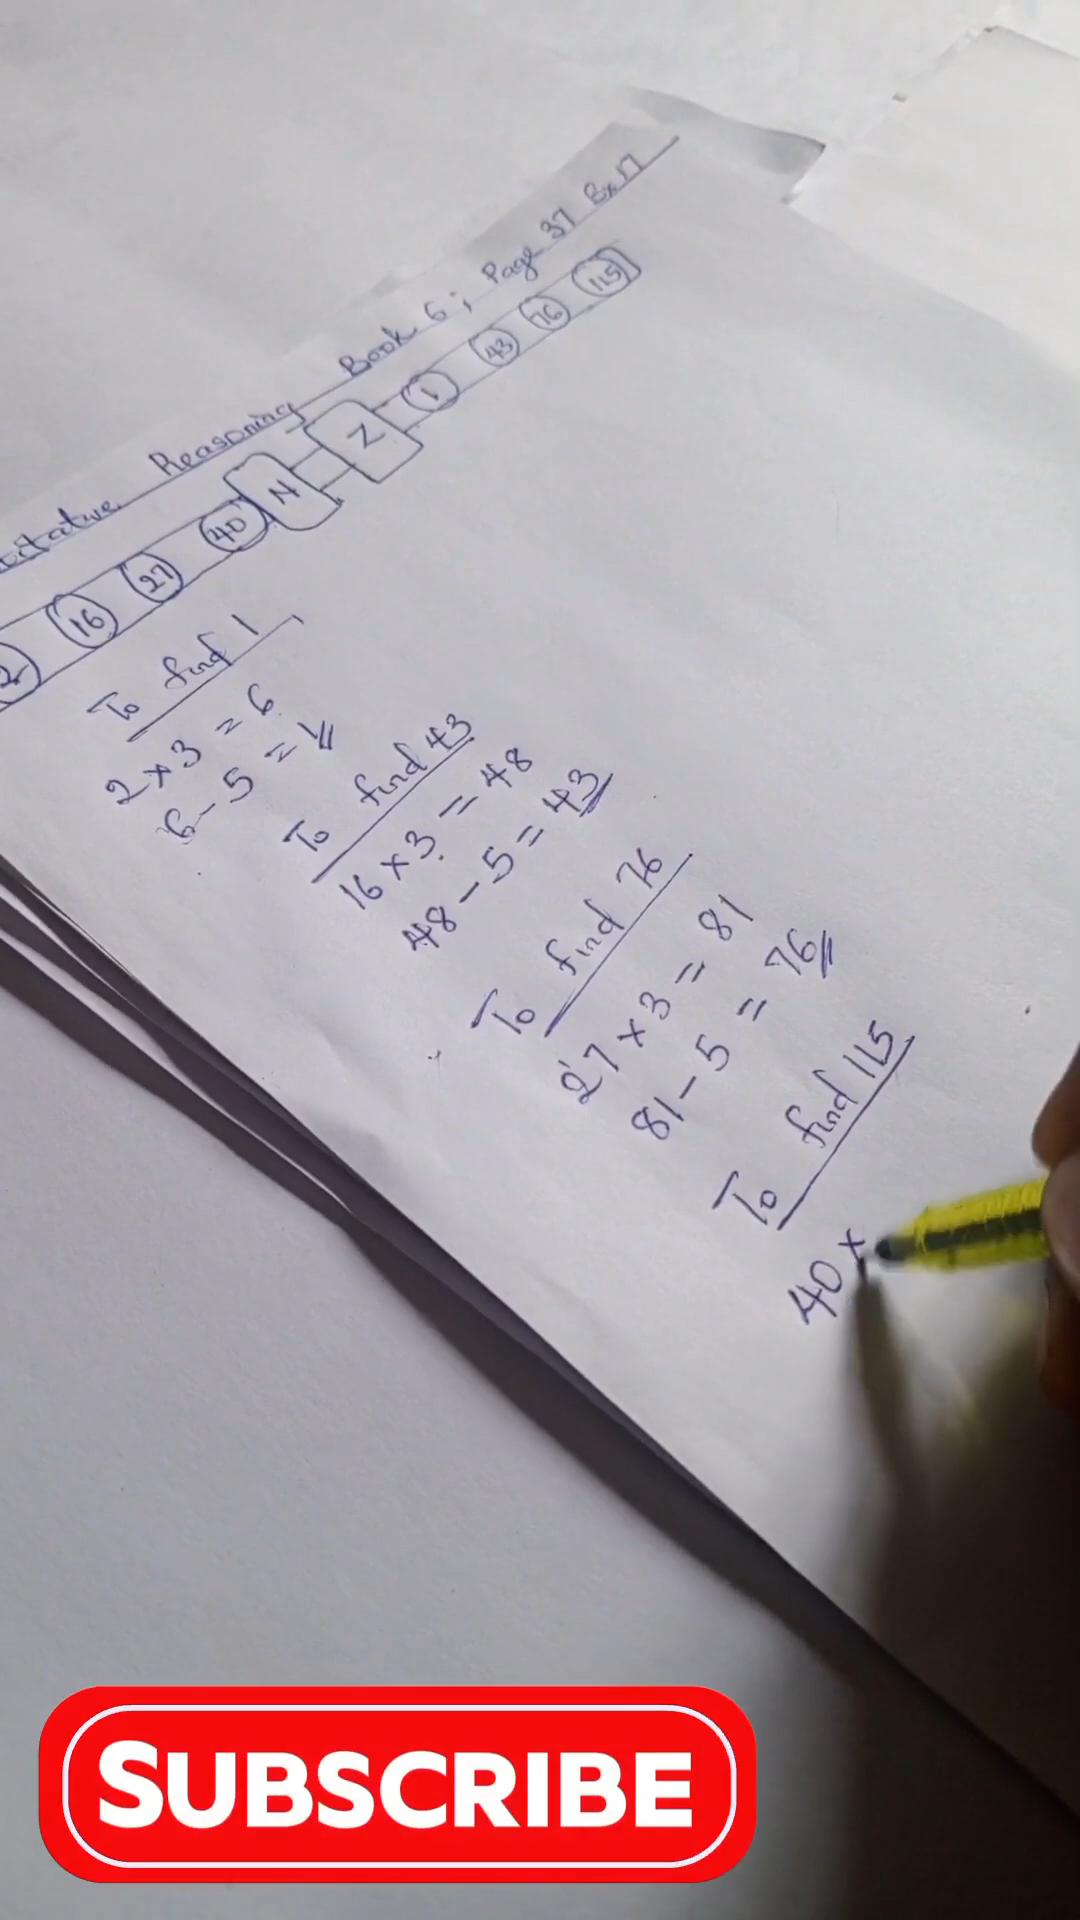 Reasoning Book 6; Page 37 Ex 17
2 16 27 40 N Z 1 43 76 115
To find 1
2 × 3 = 6
6 - 5 = 1
To find 43
16 × 3 = 48
48 - 5 = 43
To find 76
27 × 3 = 81
81 - 5 = 76
To find 115
40 ×
SUBSCRIBE